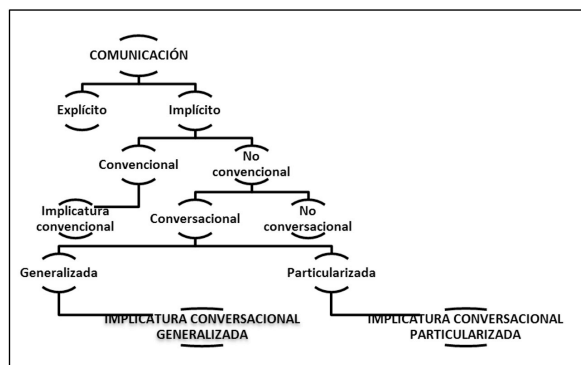 COMUNICACIÓN
Explícito
Implícito
Convencional
No
convencional
Implicatura
convencional
Conversacional
No
conversacional
Generalizada
Particularizada
IMPLICATURA CONVERSACIONAL
GENERALIZADA
IMPLICATURA CONVERSACIONAL
PARTICULARIZADA